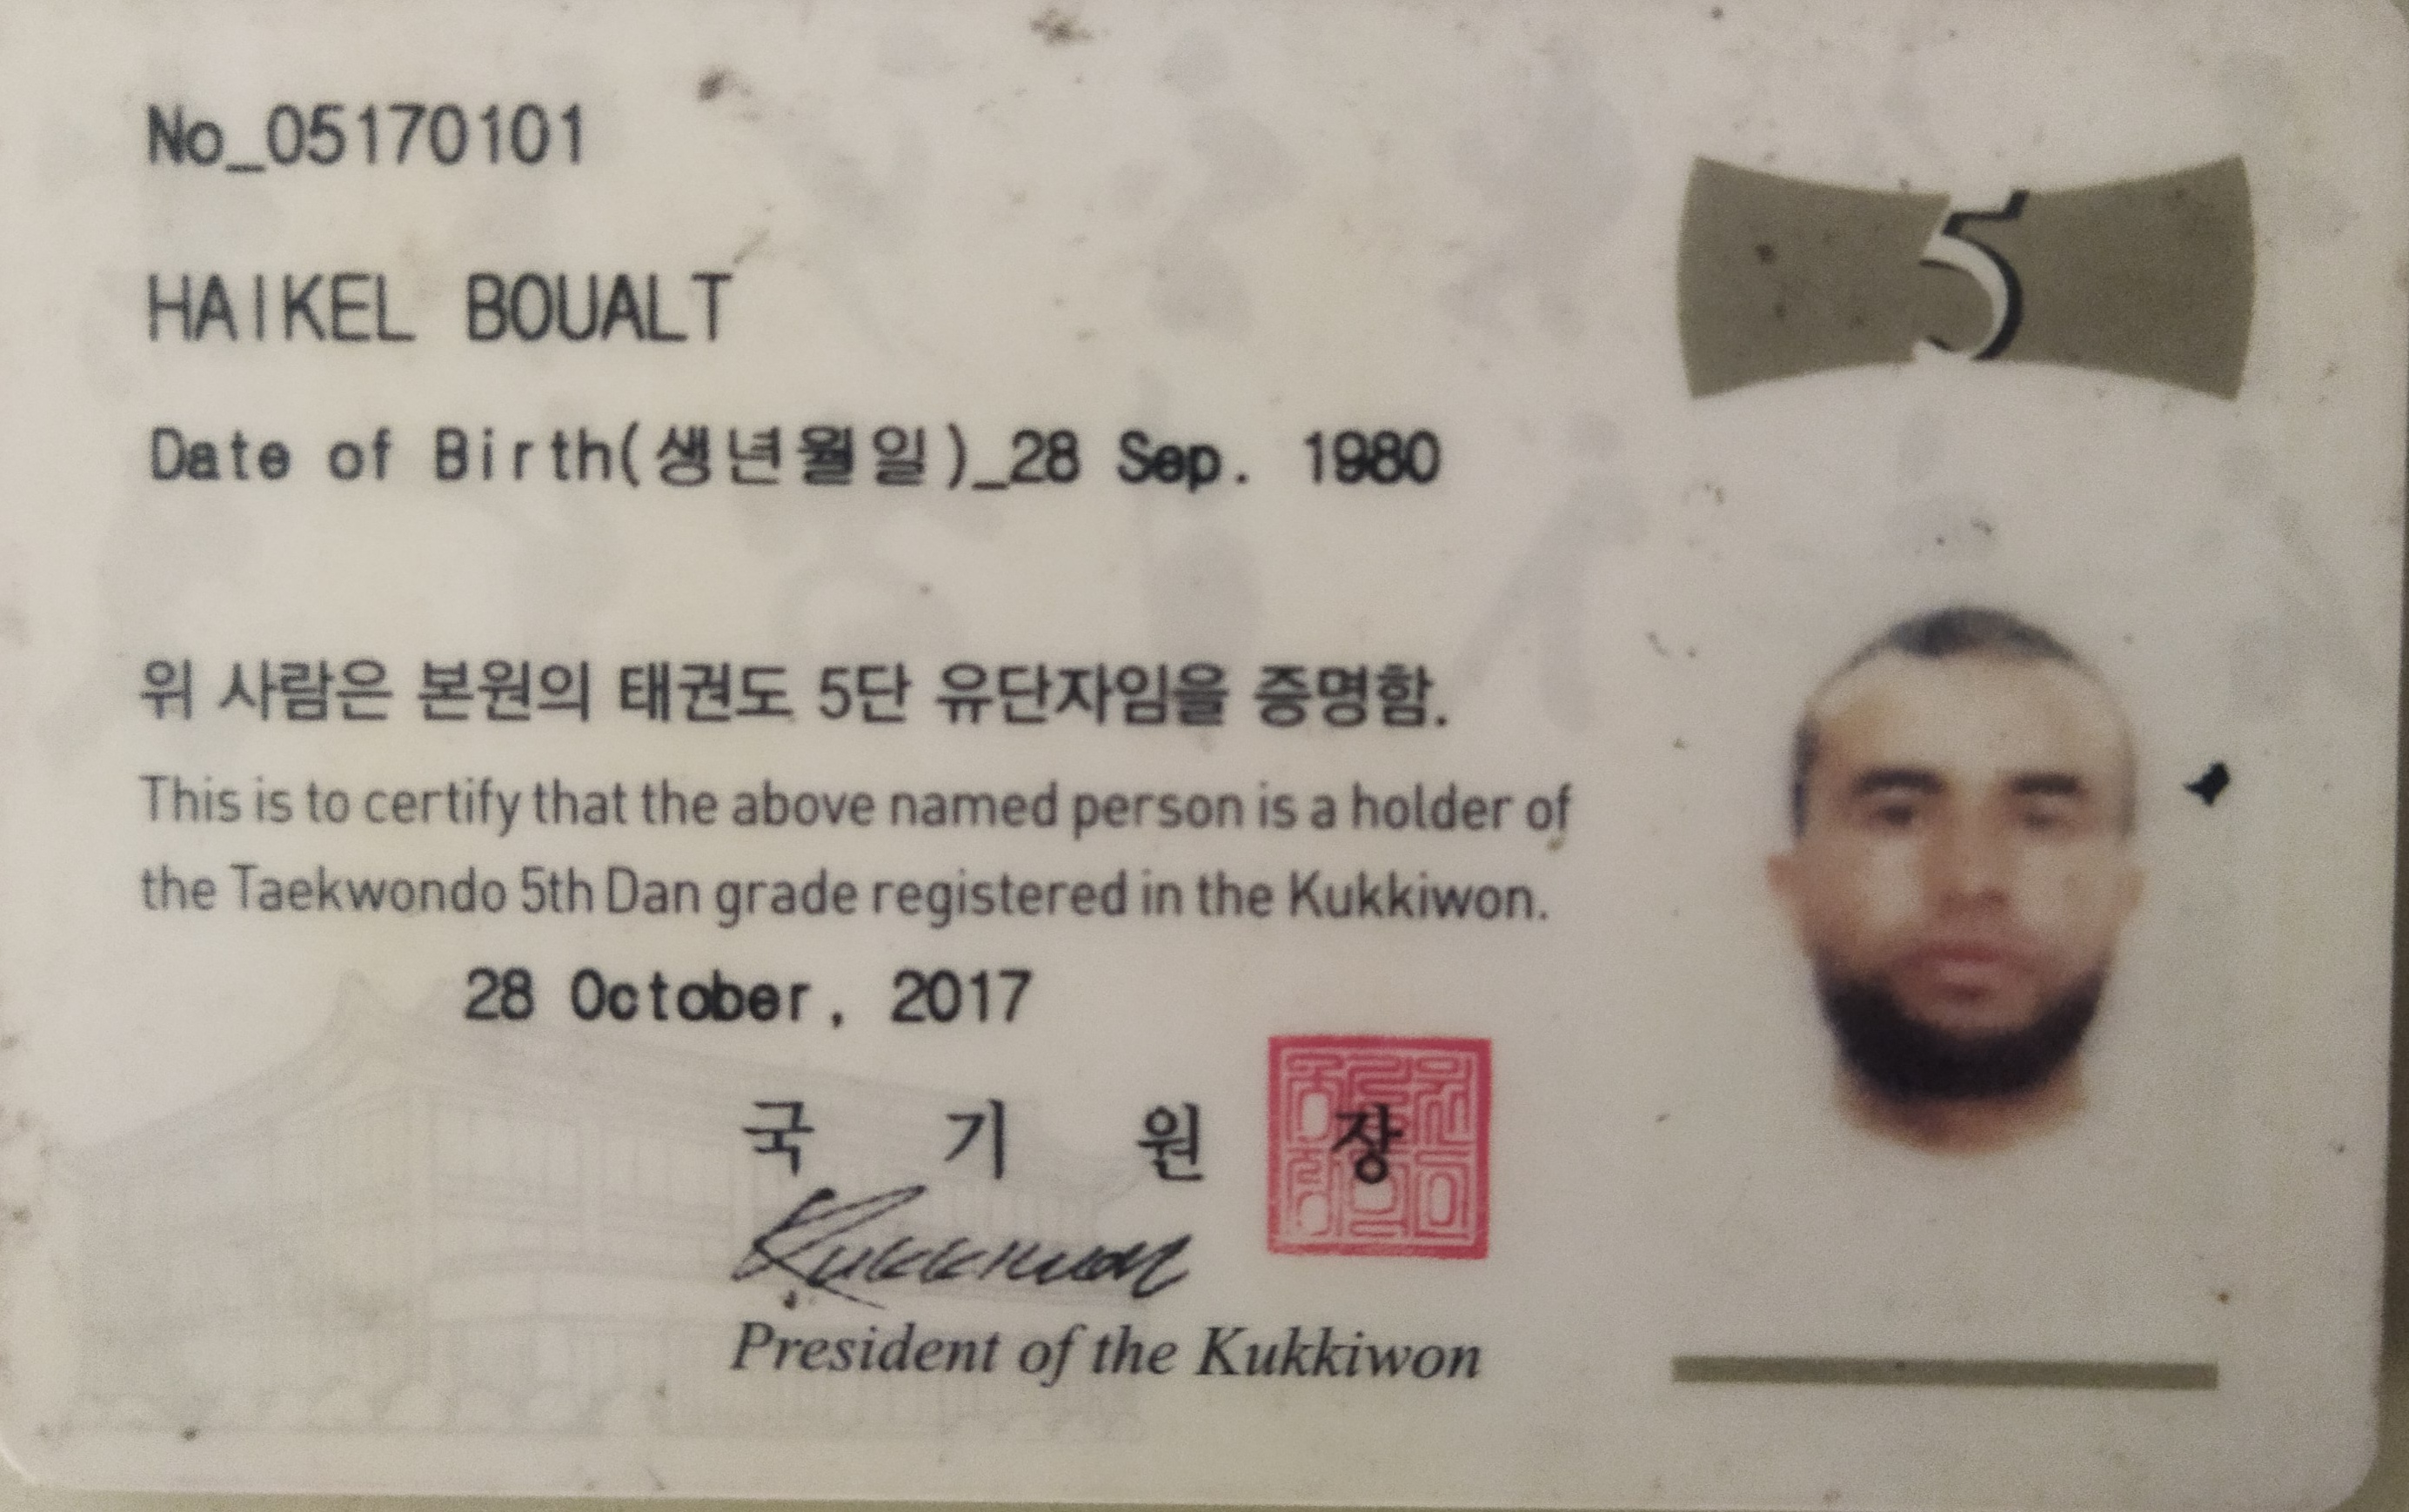 No_05170101
5
HAIKEL BOUALT
Date of Birth(생년월일)_28 Sep. 1980
위 사람은 본원의 태권도 5단 유단자임을 증명함.
This is to certify that the above named person is a holder of
the Taekwondo 5th Dan grade registered in the Kukkiwon.
28 October, 2017
국 기 원 장
Kukkiwon
President of the Kukkiwon